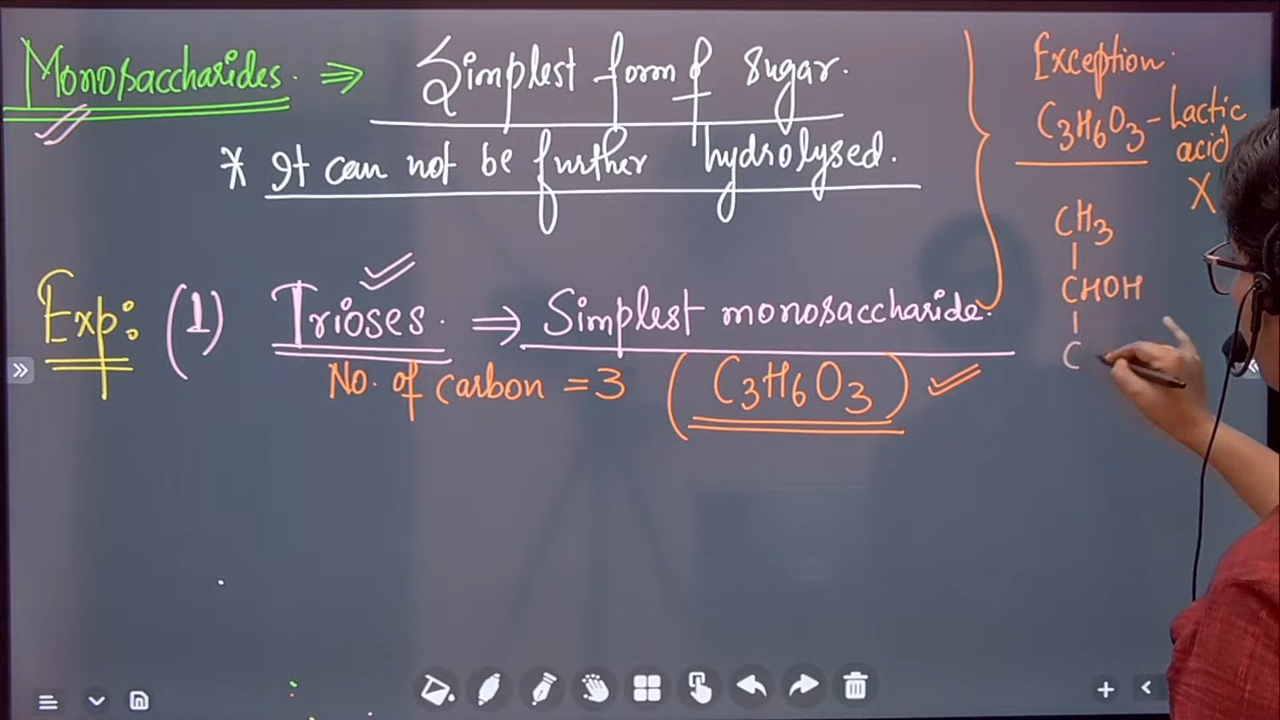 Monosaccharides. ⇒ Simplest form of sugar.
* It can not be further hydrolysed.
Exp: (1) Trioses. ⇒ Simplest monosaccharide.
No. of carbon = 3 (C3H6O3)
Exception.
C3H6O3 - Lactic
acid
X
CH3
|
CHOH
|
C